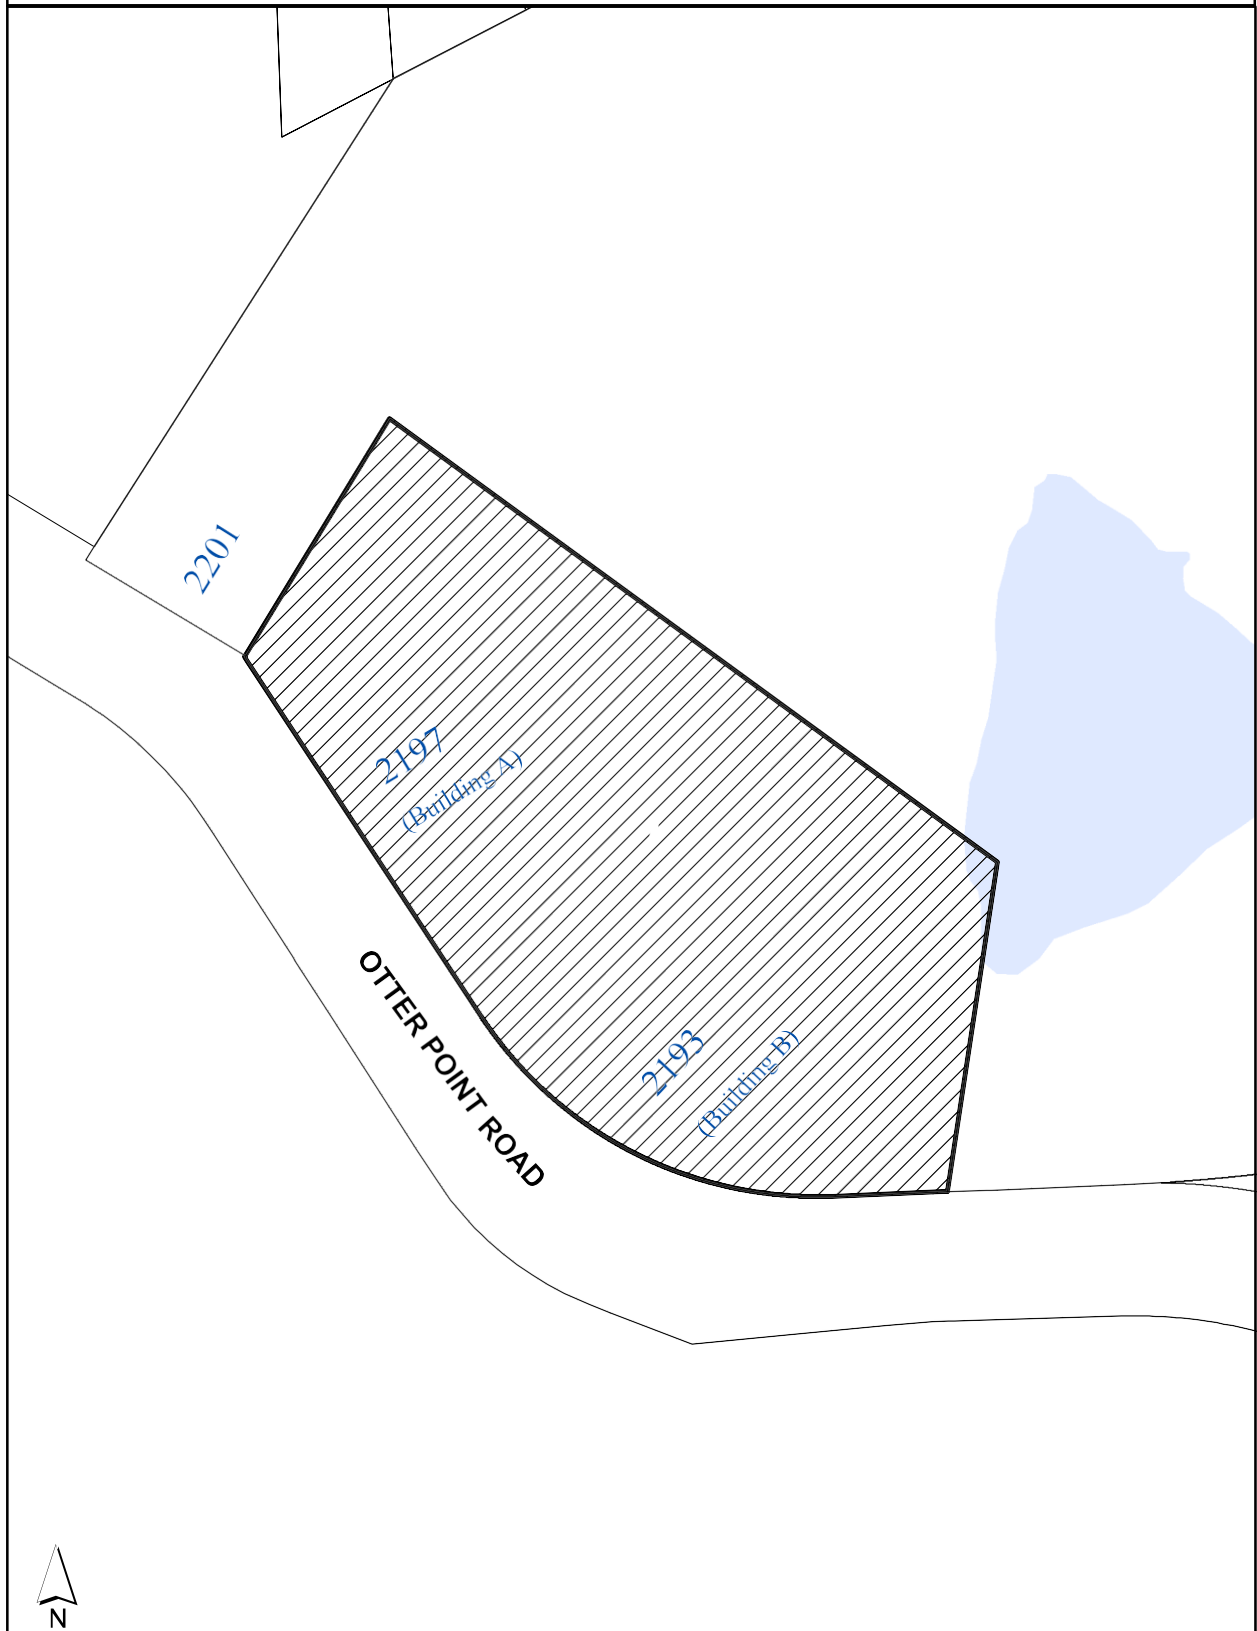 2201
2197
(Building A)
OTTER POINT ROAD
2193
(Building B)
N